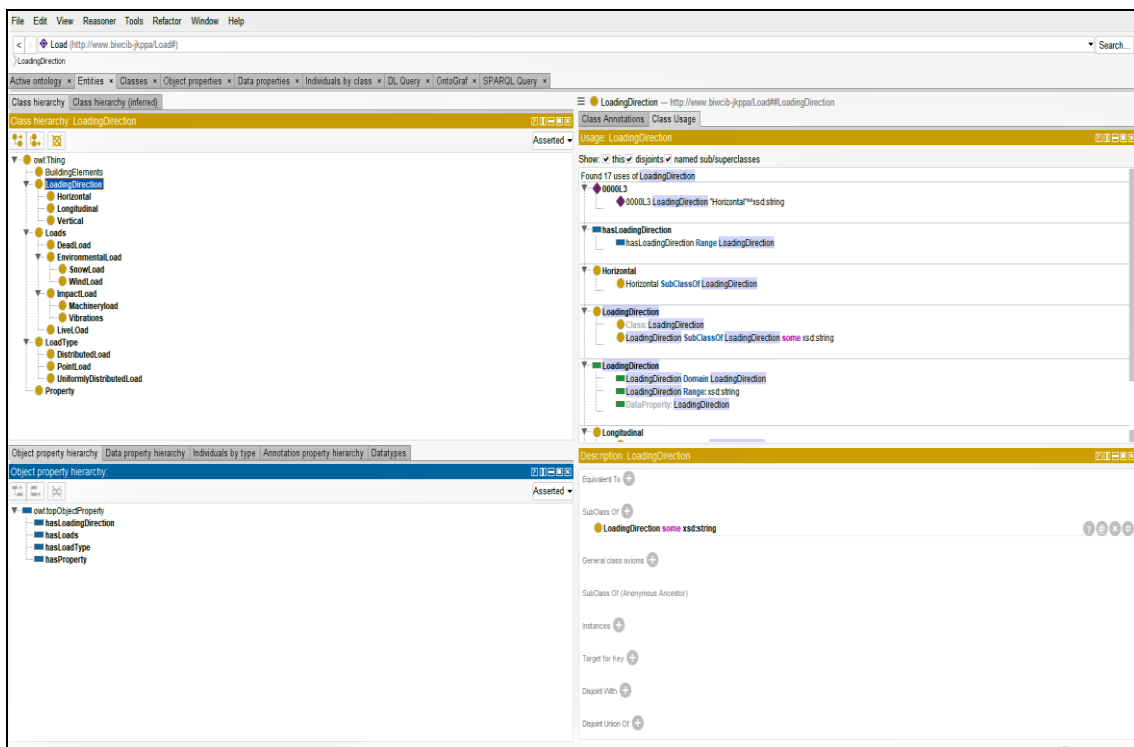 File Edit View Reasoner Tools Refactor Window Help
< > Load (http://www.biwcib-jkppa/Load#) Search...
LoadingDirection
Active ontology × Entities × Classes × Object properties × Data properties × Individuals by class × DL Query × OntoGraf × SPARQL Query ×
Class hierarchy Class hierarchy (inferred)
Class hierarchy: LoadingDirection
Asserted
owl:Thing
BuildingElements
LoadingDirection
Horizontal
Longitudinal
Vertical
Loads
DeadLoad
EnvironmentalLoad
SnowLoad
WindLoad
ImpactLoad
Machineryload
Vibrations
LiveLOad
LoadType
DistributedLoad
PointLoad
UniformlyDistributedLoad
Property
Object property hierarchy Data property hierarchy Individuals by type Annotation property hierarchy Datatypes
Object property hierarchy:
Asserted
owl:topObjectProperty
hasLoadingDirection
hasLoads
hasLoadType
hasProperty
LoadingDirection — http://www.biwcib-jkppa/Load##LoadingDirection
Class Annotations Class Usage
Usage: LoadingDirection
Show: this disjoints named sub/superclasses
Found 17 uses of LoadingDirection
0000L3
0000L3 LoadingDirection "Horizontal"^^xsd:string
hasLoadingDirection
hasLoadingDirection Range LoadingDirection
Horizontal
Horizontal SubClassOf LoadingDirection
LoadingDirection
Class: LoadingDirection
LoadingDirection SubClassOf LoadingDirection some xsd:string
LoadingDirection
LoadingDirection Domain LoadingDirection
LoadingDirection Range: xsd:string
DataProperty: LoadingDirection
Longitudinal
Description: LoadingDirection
Equivalent To
SubClass Of
LoadingDirection some xsd:string
General class axioms
SubClass Of (Anonymous Ancestor)
Instances
Target for Key
Disjoint With
Disjoint Union Of